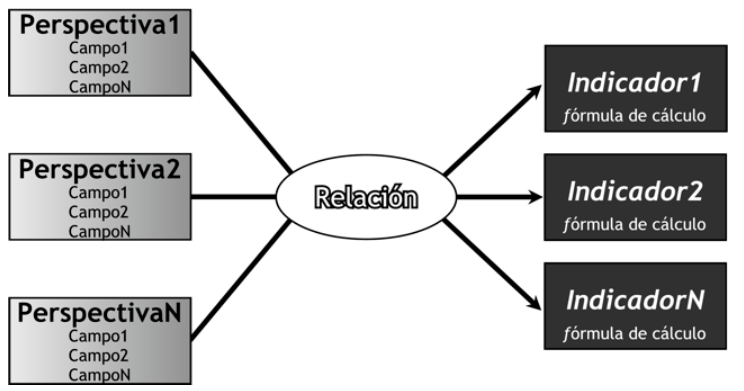 Perspectiva1
Campo1
Campo2
CampoN
Perspectiva2
Campo1
Campo2
CampoN
PerspectivaN
Campo1
Campo2
CampoN
Relación
Indicador1
fórmula de cálculo
Indicador2
fórmula de cálculo
IndicadorN
fórmula de cálculo